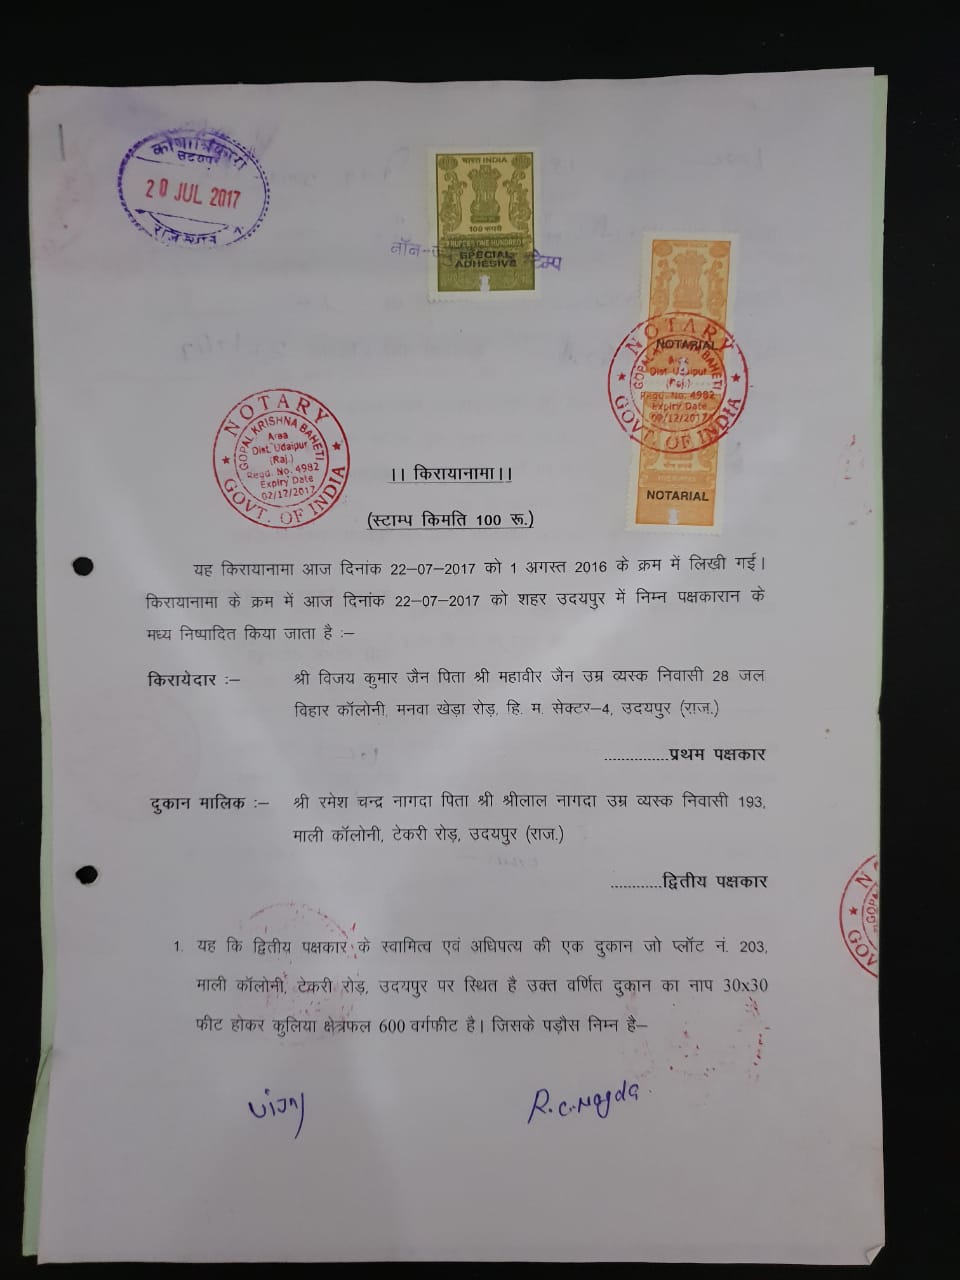 कोषाधिकारी
उदयपुर
20 JUL 2017
राजस्थान
भारत INDIA
100 रुपये
RUPEES ONE HUNDRED
SPECIAL
ADHESIVE
नॉन-
स्टेम्प
NOTARIAL
NOTARY
GOPAL KRISHNA BAHETI
Area
Dist. Udaipur
(Raj.)
Regd. No. 4982
Expiry Date
02/12/2017
GOVT. OF INDIA
NOTARIAL
NOTARY
GOPAL KRISHNA BAHETI
Area
Dist. Udaipur
(Raj.)
Regd. No. 4982
Expiry Date
02/12/2017
GOVT. OF INDIA
।। किरायानामा।।
(स्टाम्प किमति 100 रू.)
यह किरायानामा आज दिनांक 22–07–2017 को 1 अगस्त 2016 के क्रम में लिखी गई।
किरायानामा के क्रम में आज दिनांक 22–07–2017 को शहर उदयपुर में निम्न पक्षकारान के
मध्य निष्पादित किया जाता है :–
किरायेदार :– श्री विजय कुमार जैन पिता श्री महावीर जैन उम्र व्यस्क निवासी 28 जल
विहार कॉलोनी, मनवा खेड़ा रोड़, हि. म. सेक्टर–4, उदयपुर (राज.)
...............प्रथम पक्षकार
दुकान मालिक :– श्री रमेश चन्द्र नागदा पिता श्री श्रीलाल नागदा उम्र व्यस्क निवासी 193,
माली कॉलोनी, टेकरी रोड़, उदयपुर (राज.)
............द्वितीय पक्षकार
1. यह कि द्वितीय पक्षकार के स्वामित्व एवं अधिपत्य की एक दुकान जो प्लॉट नं. 203,
माली कॉलोनी, टेकरी रोड़, उदयपुर पर स्थित है उक्त वर्णित दुकान का नाप 30x30
फीट होकर कुलिया क्षेत्रफल 600 वर्गफीट है। जिसके पड़ौस निम्न है–
Vijay
R.C.Nagda